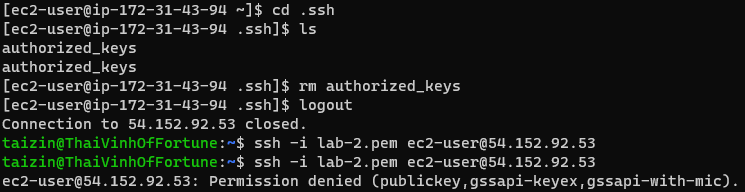 [ec2-user@ip-172-31-43-94 ~]$ cd .ssh
[ec2-user@ip-172-31-43-94 .ssh]$ ls
authorized_keys
authorized_keys
[ec2-user@ip-172-31-43-94 .ssh]$ rm authorized_keys
[ec2-user@ip-172-31-43-94 .ssh]$ logout
Connection to 54.152.92.53 closed.
taizin@ThaiVinhOfFortune:~$ ssh -i lab-2.pem ec2-user@54.152.92.53
taizin@ThaiVinhOfFortune:~$ ssh -i lab-2.pem ec2-user@54.152.92.53
ec2-user@54.152.92.53: Permission denied (publickey,gssapi-keyex,gssapi-with-mic).